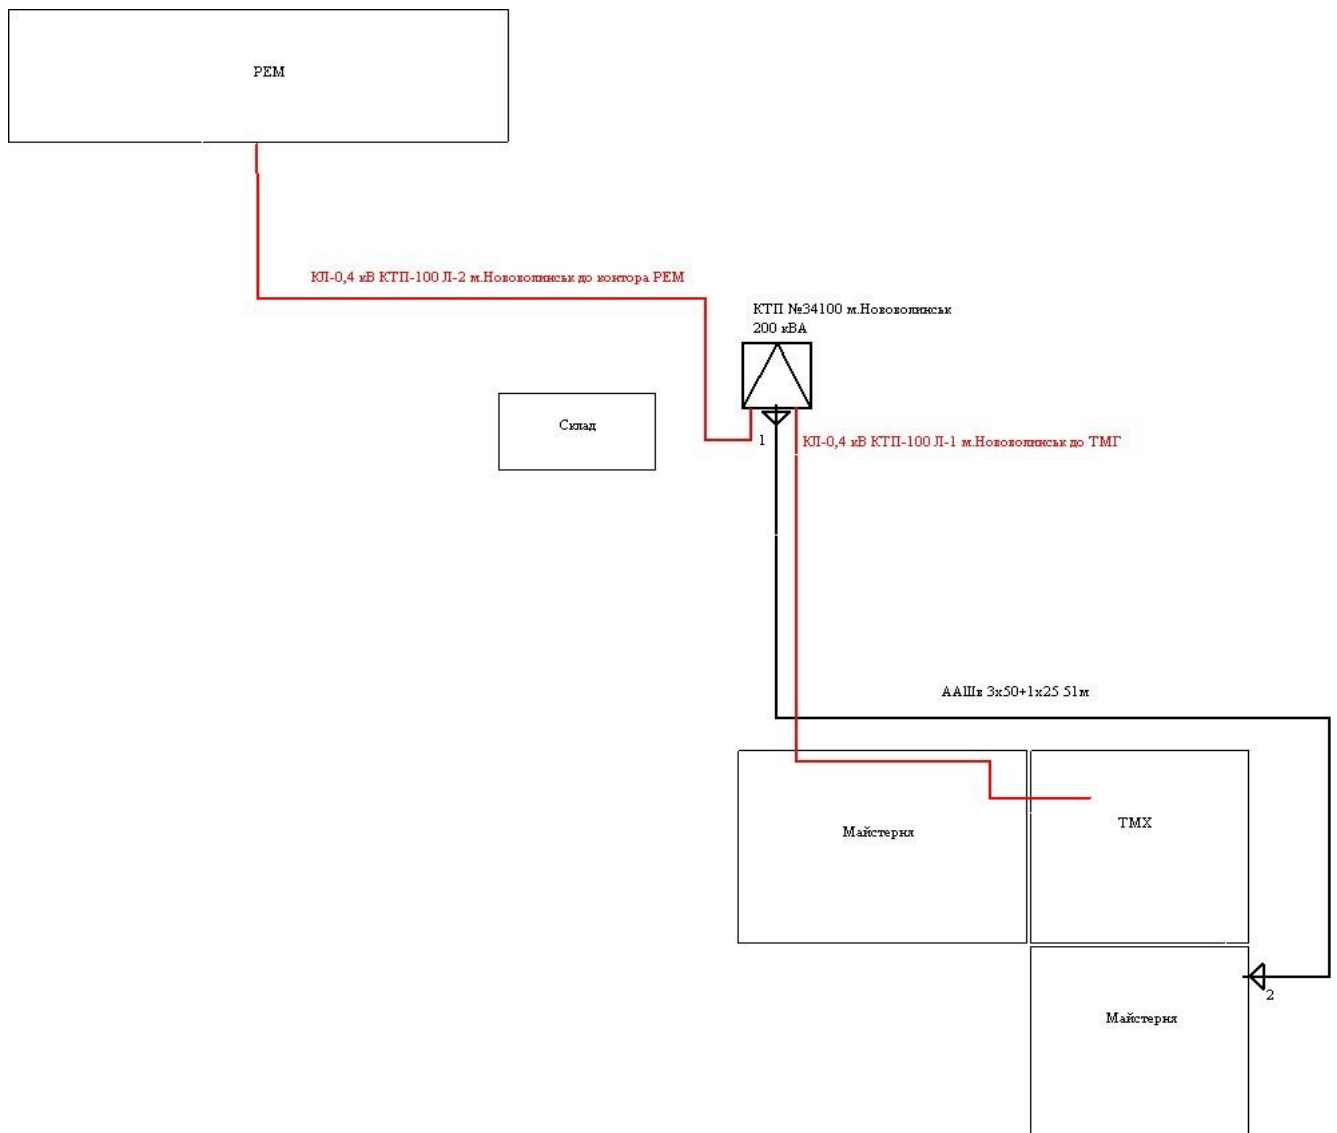 РЕМ
КЛ-0,4 кВ КТП-100 Л-2 м.Нововолинськ до контора РЕМ
КТП №34100 м.Нововолинськ
200 кВА
Склад
1
КЛ-0,4 кВ КТП-100 Л-1 м.Нововолинськ до ТМГ
ААШв 3х50+1х25 51м
Майстерня
ТМХ
2
Майстерня